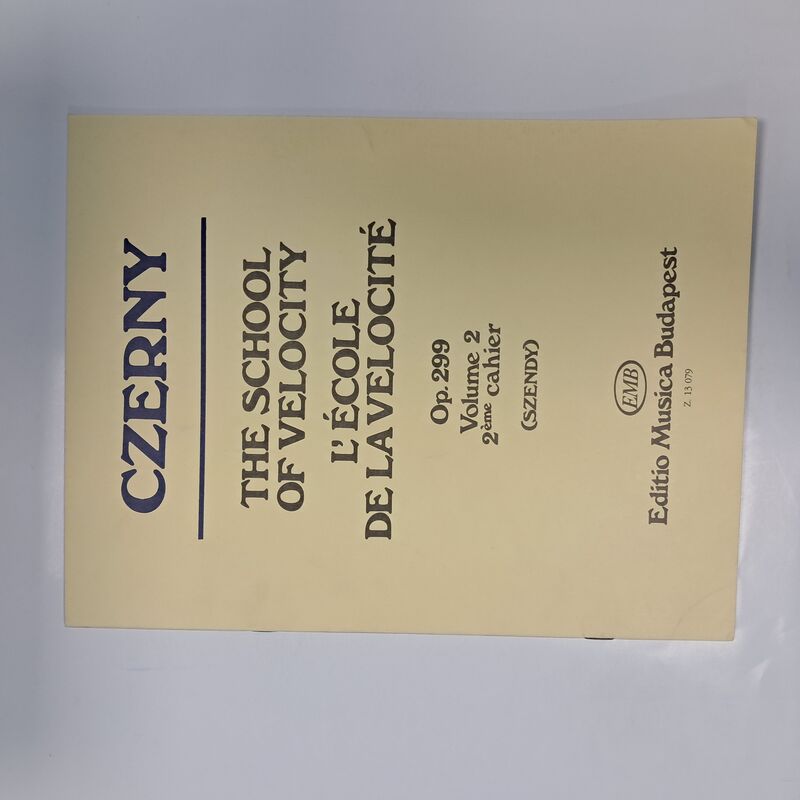 CZERNY
THE SCHOOL
OF VELOCITY
L'ÉCOLE
DE LA VELOCITÉ
Op. 299
Volume 2
2ème cahier
(SZENDY)
EMB
Editio Musica Budapest
Z. 13 079